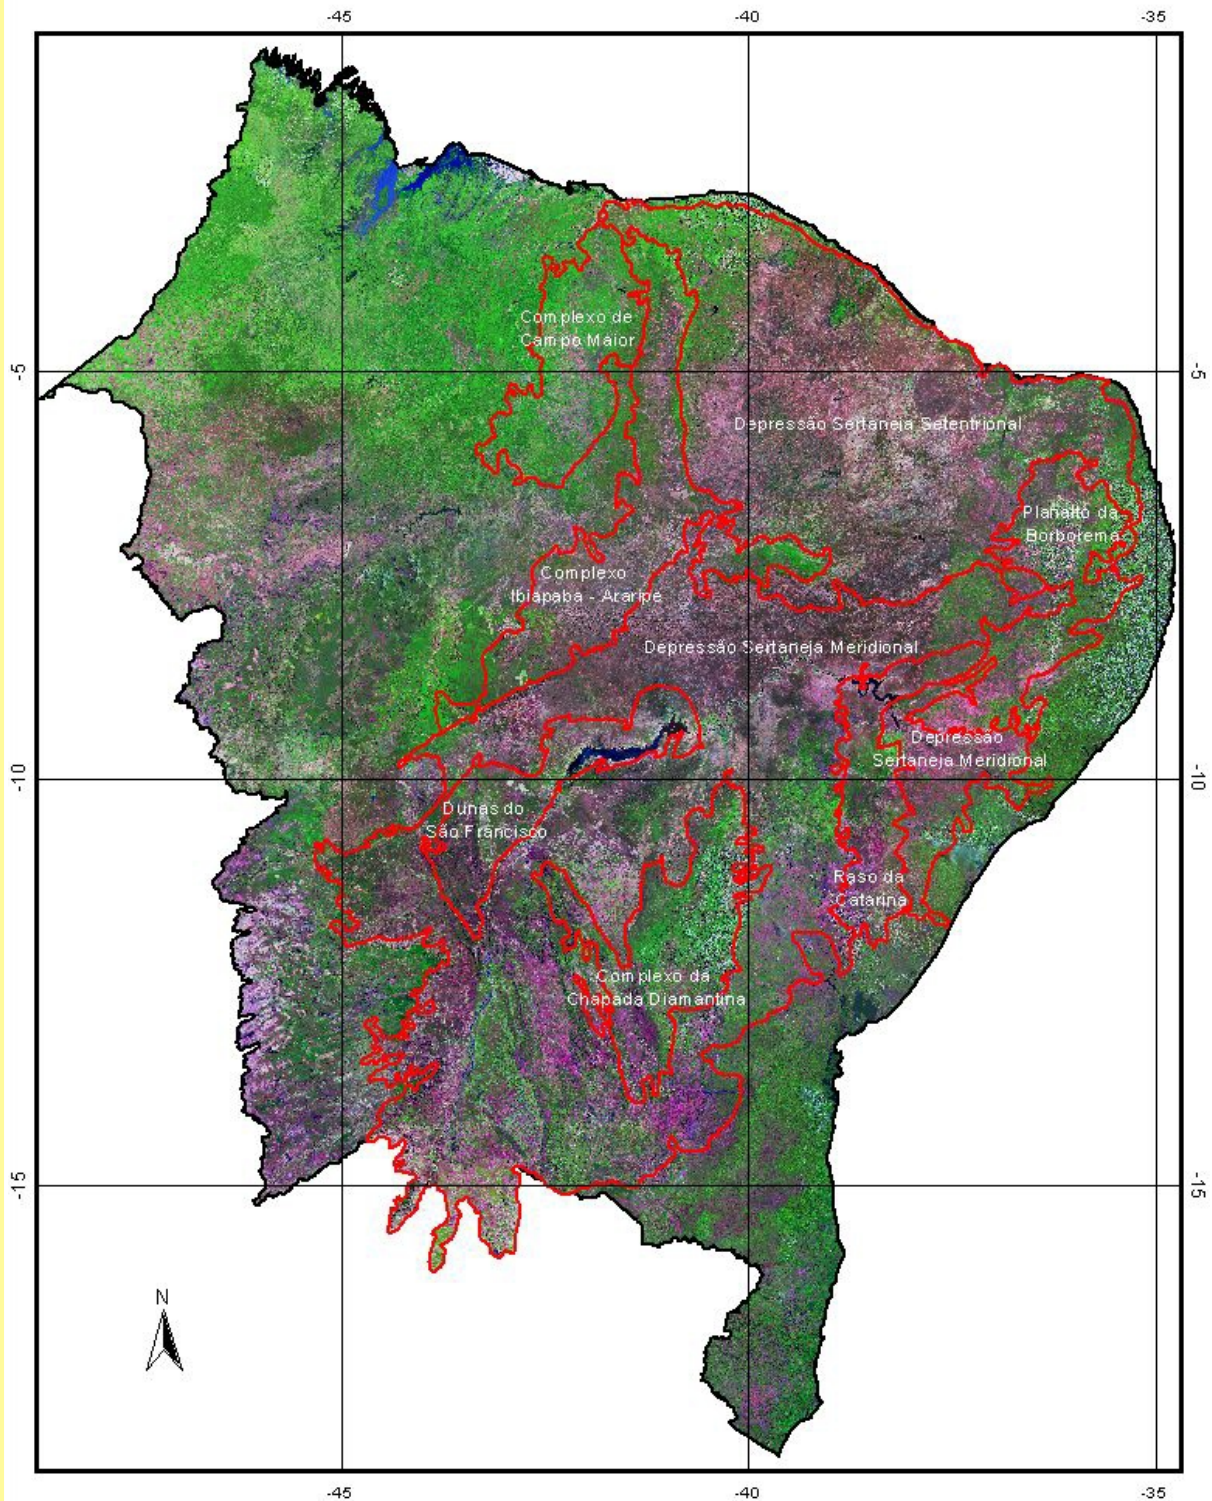 -45
-40
-35
Complexo de
Campo Maior
-5
-5
Depressão Sertaneja Setentrional
Planalto da
Borborema
Complexo
Ibiapaba - Araripe
Depressão Sertaneja Meridional
Depressão
Sertaneja Meridional
-10
-10
Dunas do
São Francisco
Raso da
Catarina
Complexo da
Chapada Diamantina
-15
-15
N
-45
-40
-35